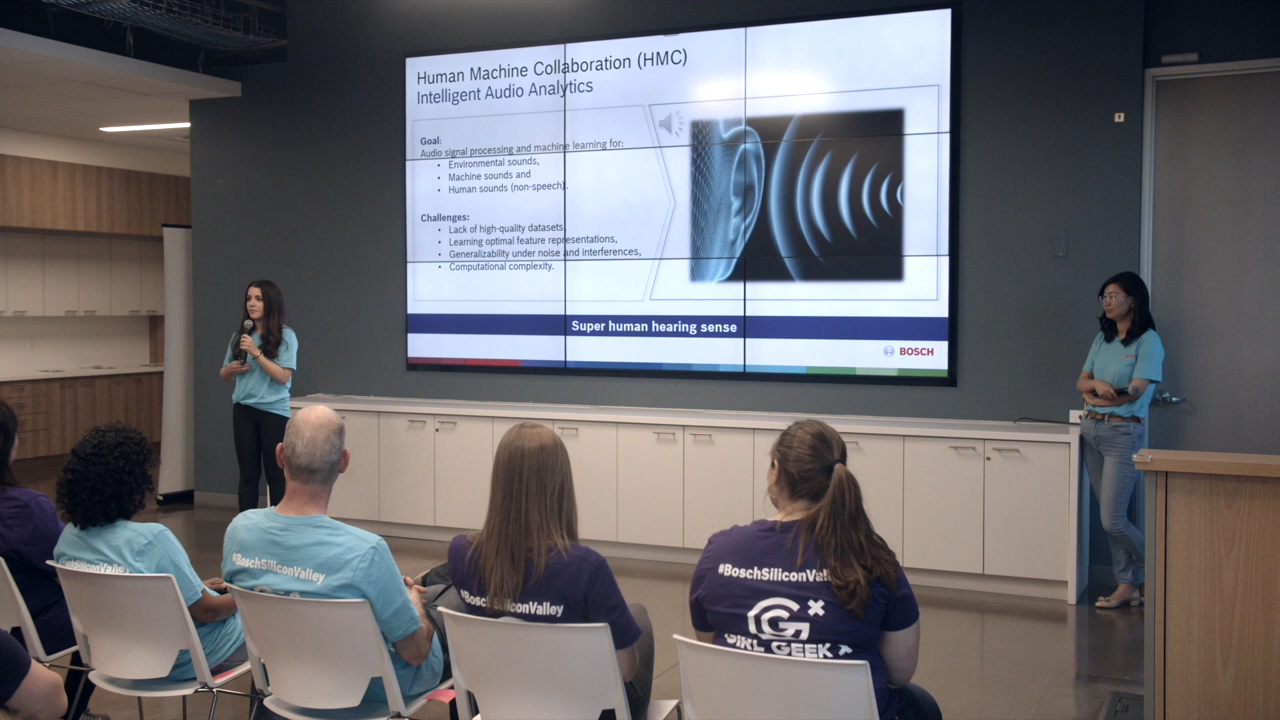 Human Machine Collaboration (HMC)
Intelligent Audio Analytics
Goal:
Audio signal processing and machine learning for:
• Environmental sounds,
• Machine sounds and
• Human sounds (non-speech).
Challenges:
• Lack of high-quality datasets,
• Learning optimal feature representations,
• Generalizability under noise and interferences,
• Computational complexity.
Super human hearing sense
BOSCH
#BoschSiliconValley
#BoschSiliconValley
GIRL GEEK